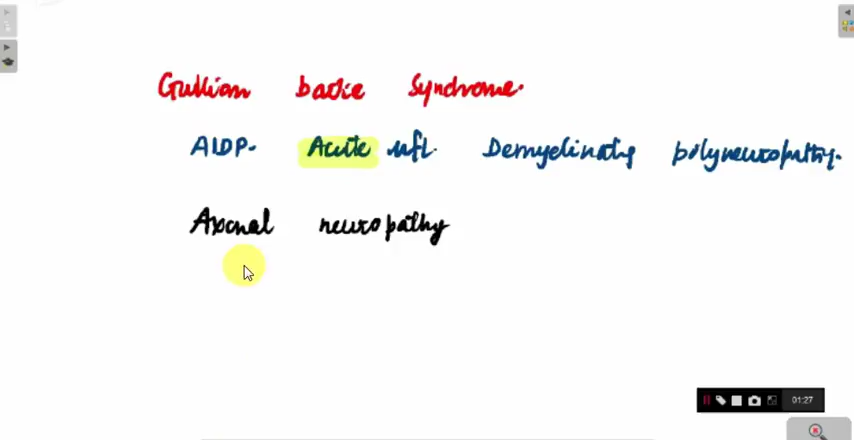 Gullian barie Syndrome.
AIDP- Acute infl. Demyelinating polyneuropathy.
Axonal neuropathy
01:27